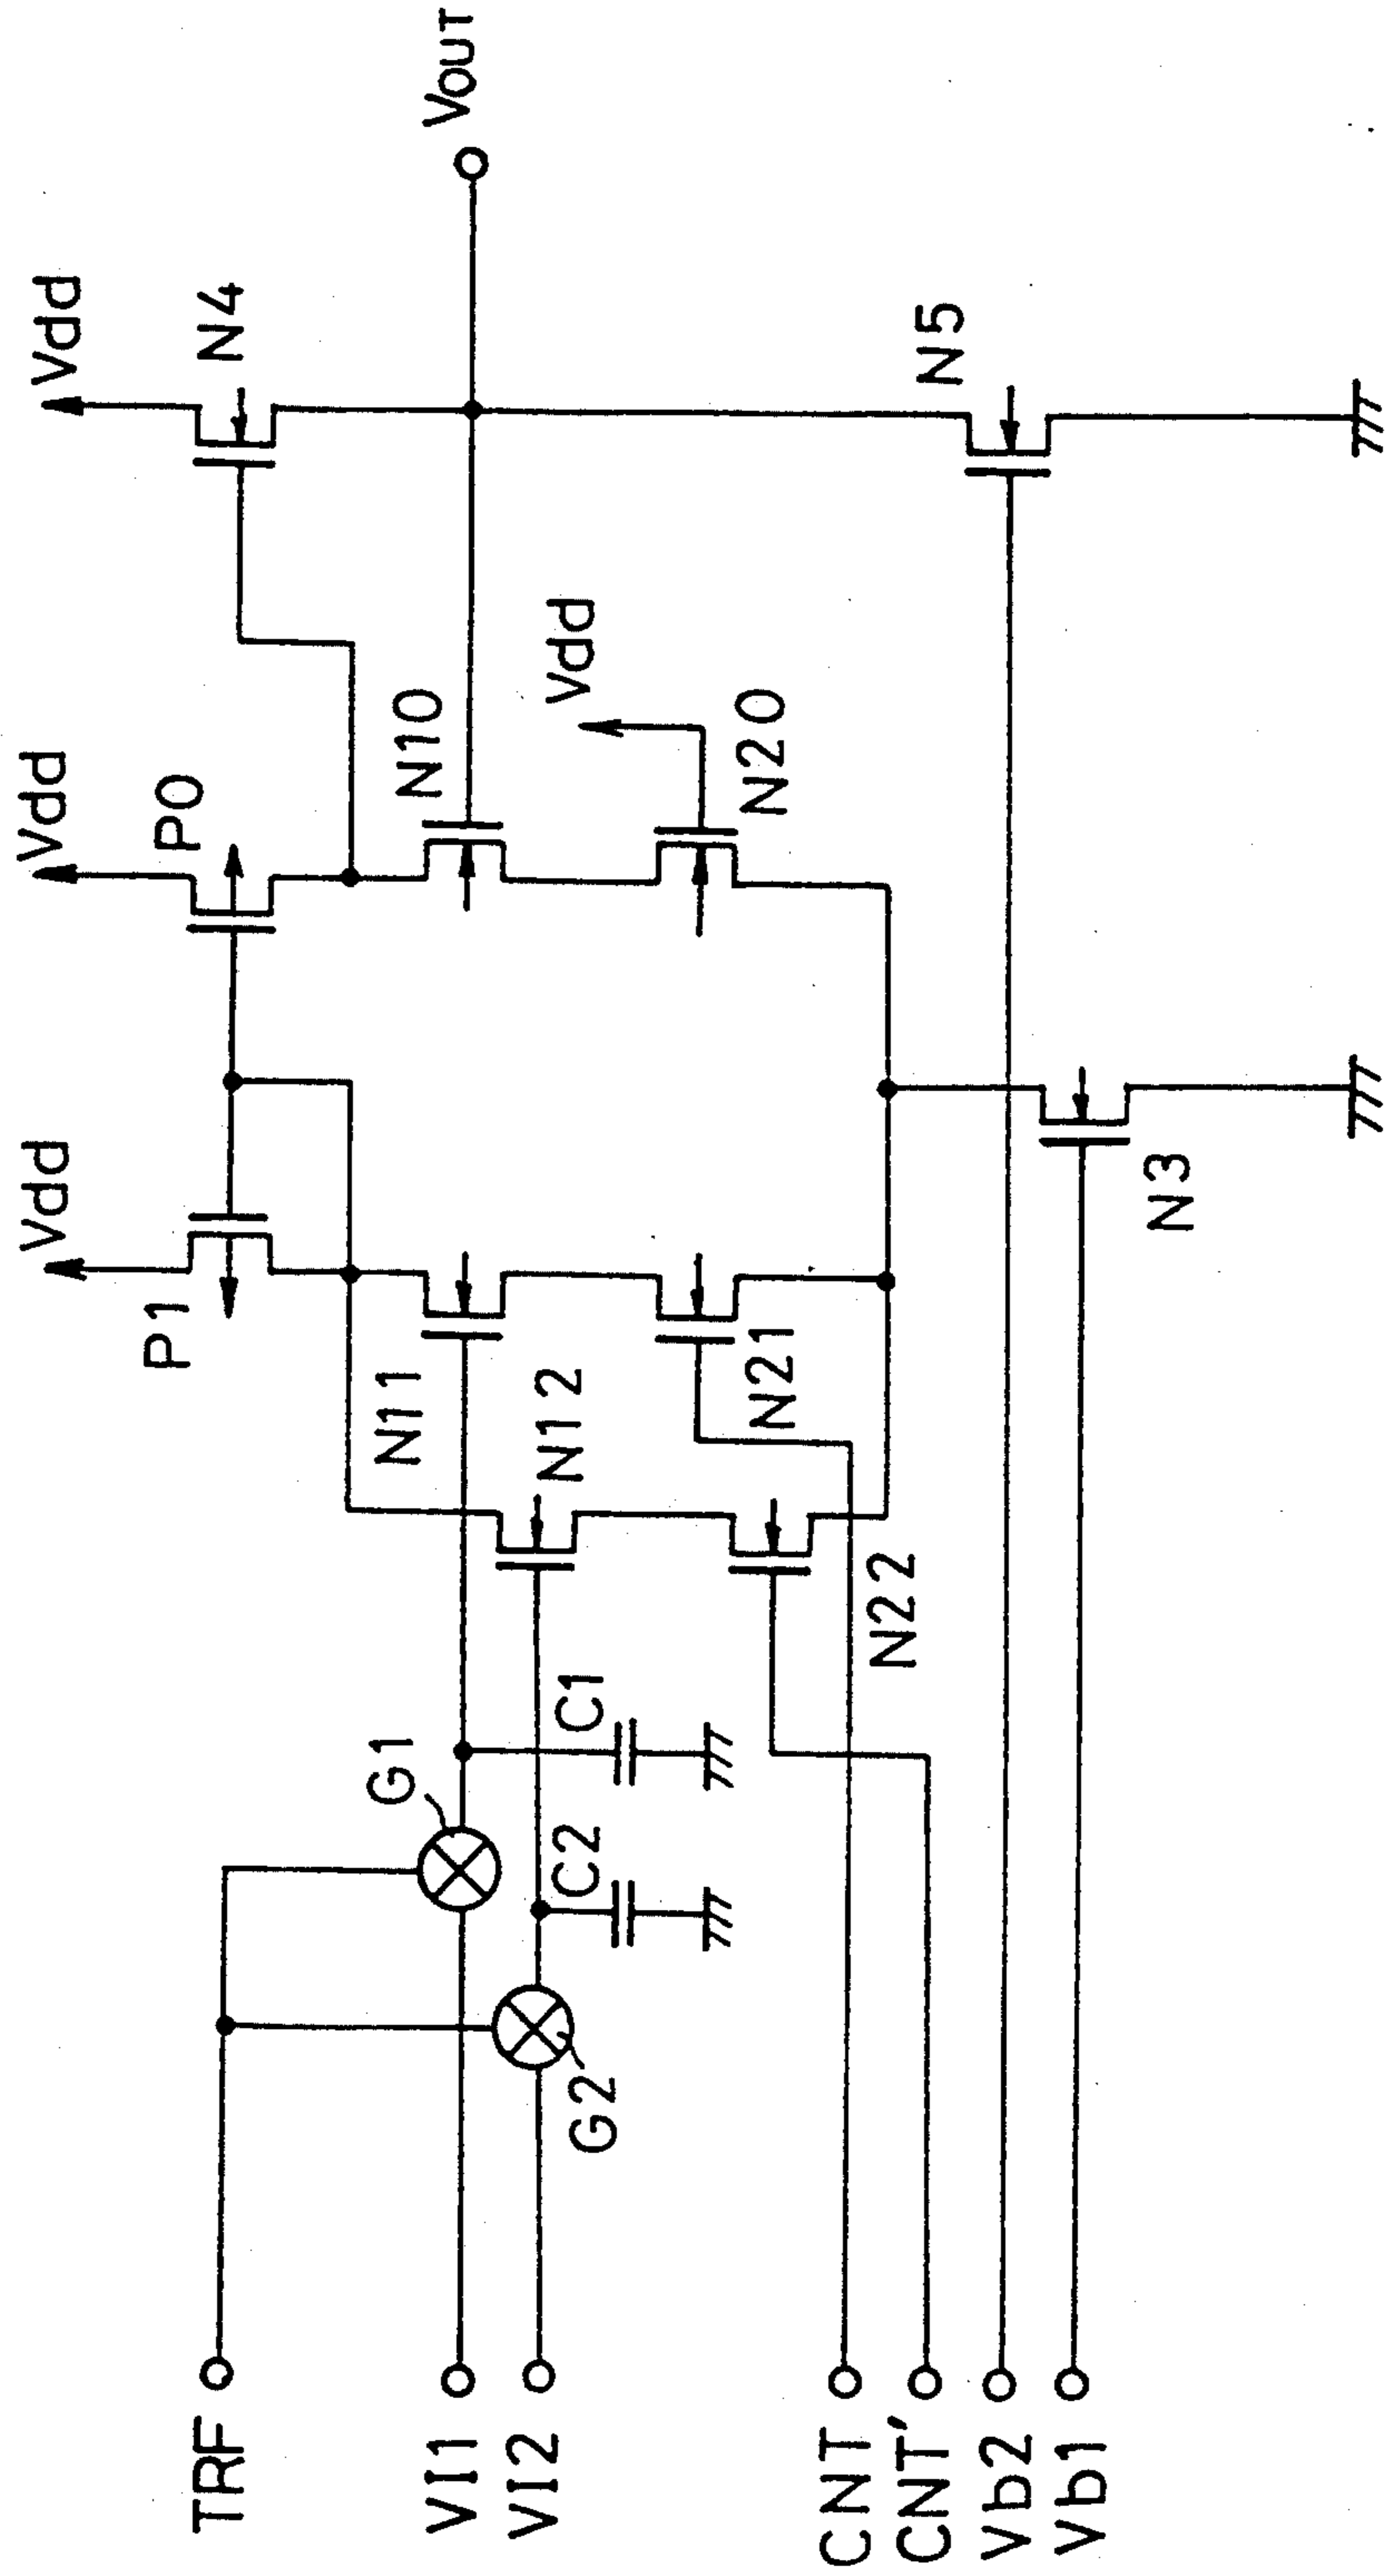 Vdd
Vdd
Vdd
TRF
P1
P0
N4
VI1
VI2
G1
G2
N11
N12
N10
VOUT
C2
C1
Vdd
N21
N20
CNT
CNT'
N22
Vb2
Vb1
N3
N5